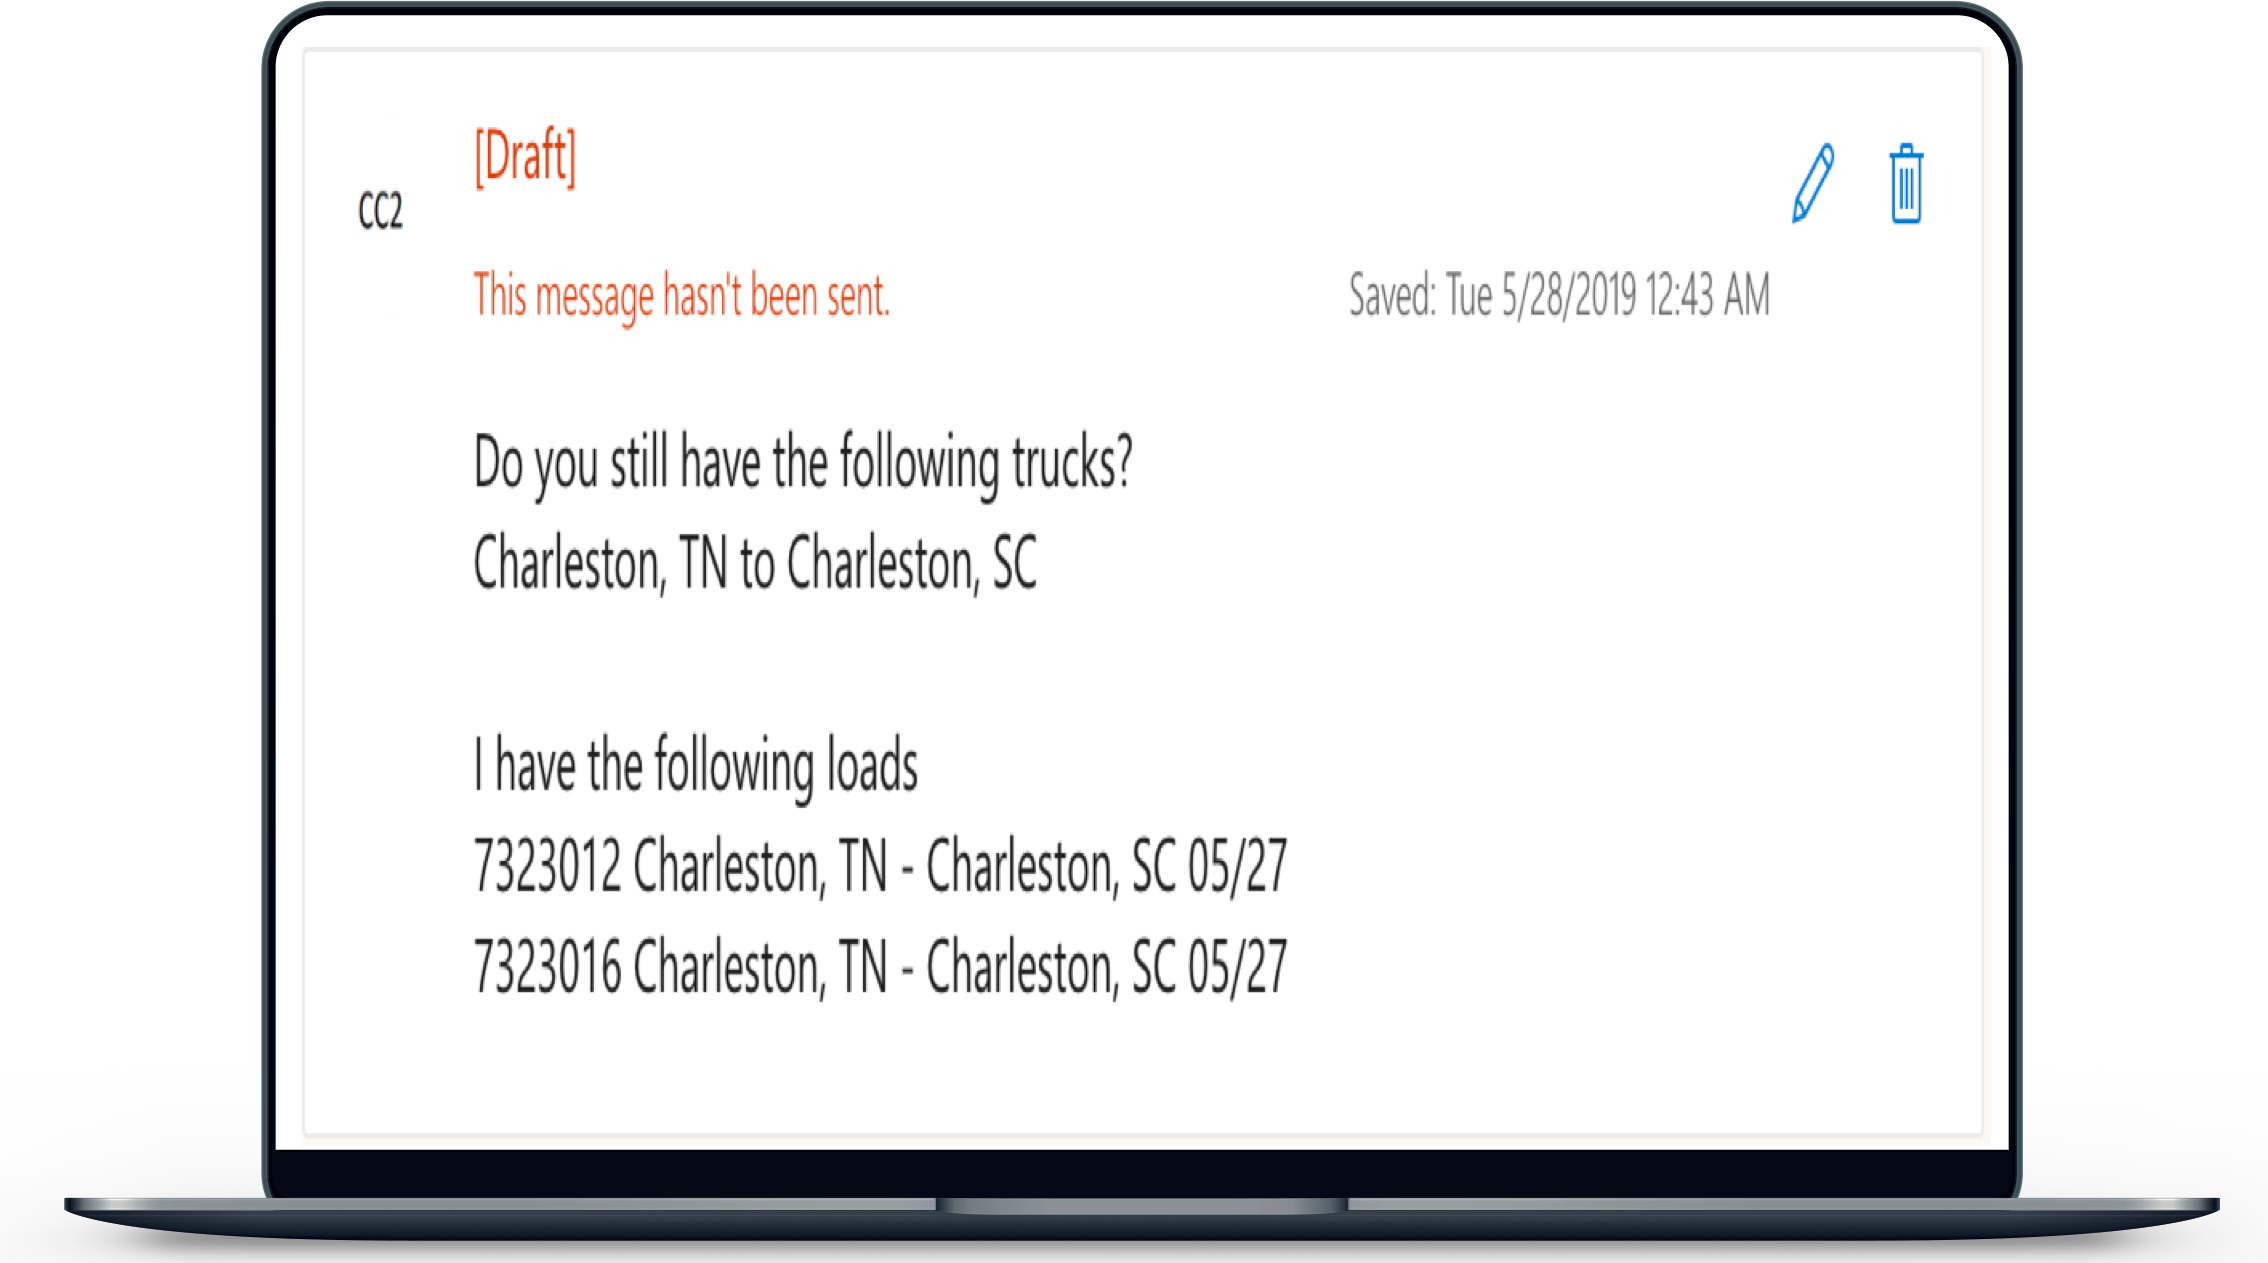 [Draft]
CC2
This message hasn't been sent.
Saved: Tue 5/28/2019 12:43 AM
Do you still have the following trucks?
Charleston, TN to Charleston, SC
I have the following loads
7323012 Charleston, TN - Charleston, SC 05/27
7323016 Charleston, TN - Charleston, SC 05/27